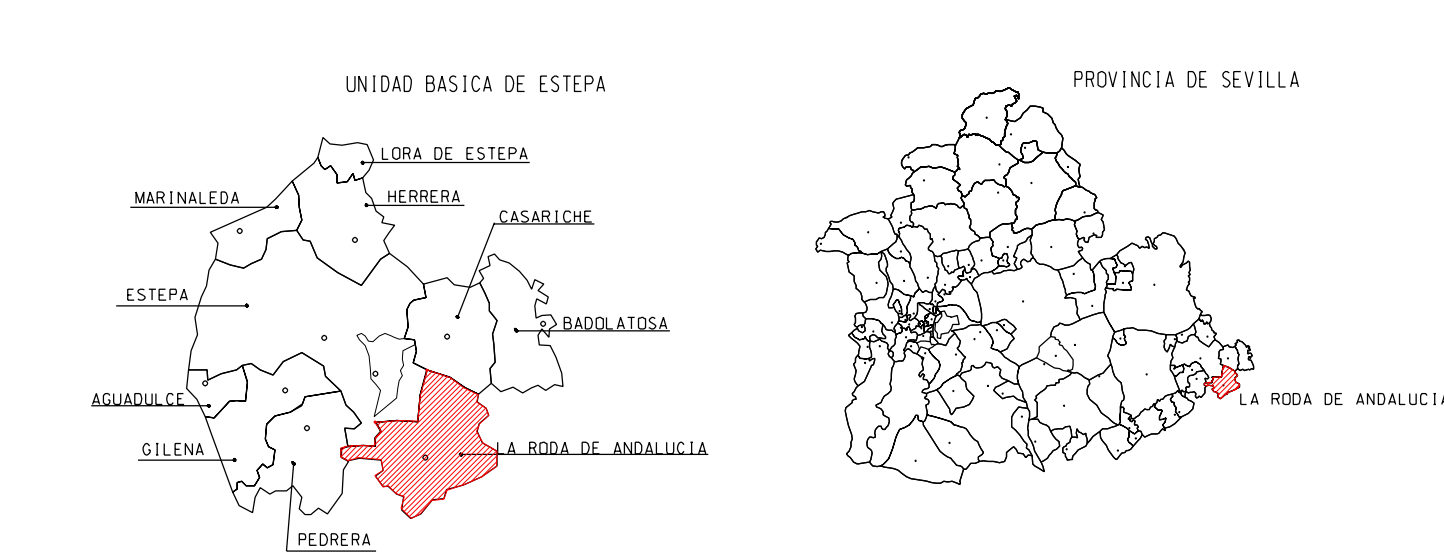 UNIDAD BASICA DE ESTEPA
LORA DE ESTEPA
MARINALEDA
HERRERA
CASARICHE
ESTEPA
BADOLATOSA
AGUADULCE
GILENA
LA RODA DE ANDALUCIA
PEDRERA
PROVINCIA DE SEVILLA
LA RODA DE ANDALUCIA